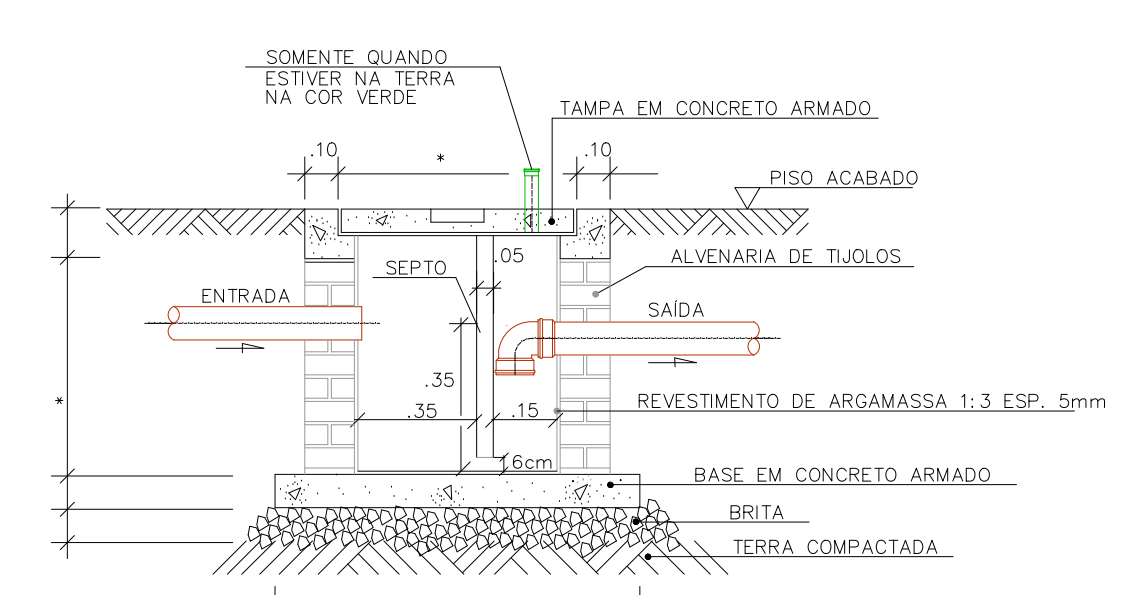 SOMENTE QUANDO
ESTIVER NA TERRA
NA COR VERDE
TAMPA EM CONCRETO ARMADO
.10
*
.10
PISO ACABADO
.05
SEPTO
ALVENARIA DE TIJOLOS
ENTRADA
SAÍDA
.35
*
.35
.15
REVESTIMENTO DE ARGAMASSA 1:3 ESP. 5mm
6cm
BASE EM CONCRETO ARMADO
BRITA
TERRA COMPACTADA